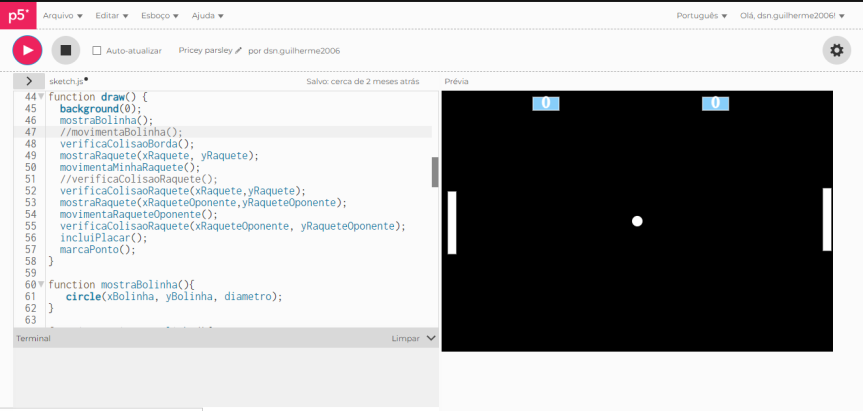 p5* Arquivo Editar Esboço Ajuda Português Olá, dsn.guilherme2006!
Auto-atualizar Pricey parsley por dsn.guilherme2006
> sketch.js• Salvo: cerca de 2 meses atrás Prévia
44 function draw() {
45 background(0);
46 mostraBolinha();
47 //movimentaBolinha();
48 verificaColisaoBorda();
49 mostraRaquete(xRaquete, yRaquete);
50 movimentaMinhaRaquete();
51 //verificaColisaoRaquete();
52 verificaColisaoRaquete(xRaquete,yRaquete);
53 mostraRaquete(xRaqueteOponente,yRaqueteOponente);
54 movimentaRaqueteOponente();
55 verificaColisaoRaquete(xRaqueteOponente, yRaqueteOponente);
56 incluiPlacar();
57 marcaPonto();
58 }
59
60 function mostraBolinha(){
61 circle(xBolinha, yBolinha, diametro);
62 }
63
Terminal Limpar
0 0